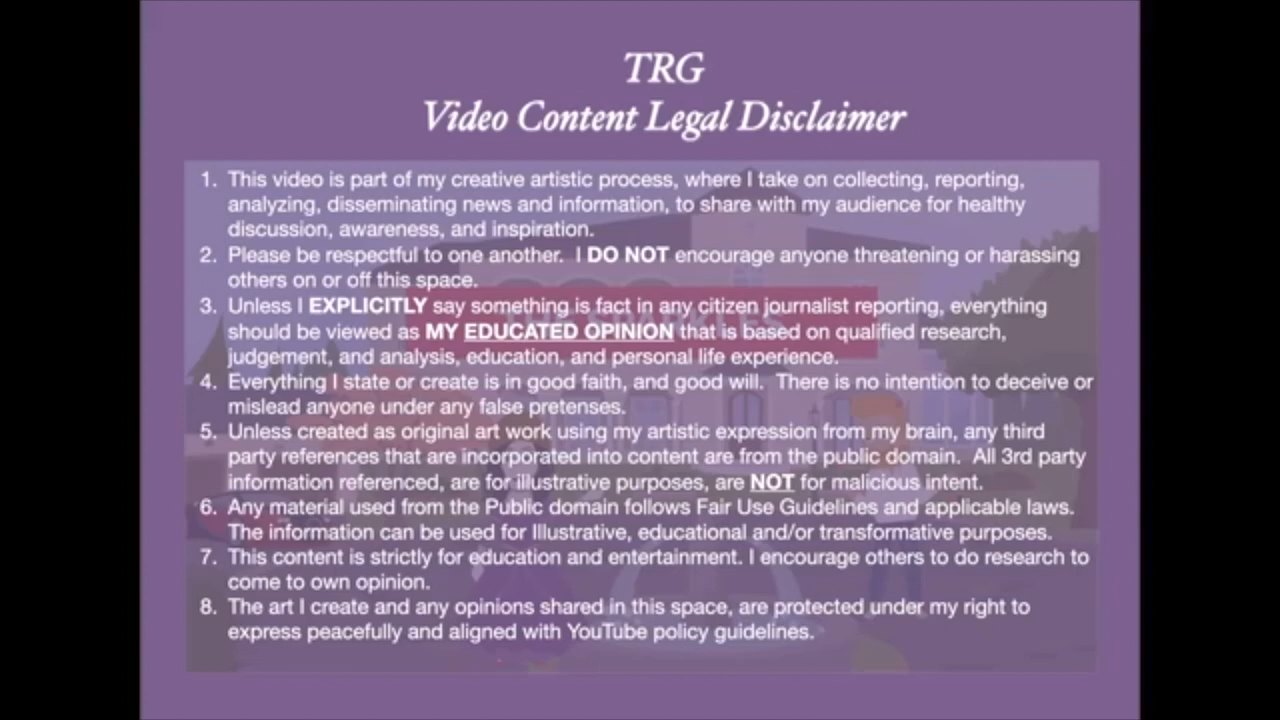 TRG
Video Content Legal Disclaimer
1. This video is part of my creative artistic process, where I take on collecting, reporting,
analyzing, disseminating news and information, to share with my audience for healthy
discussion, awareness, and inspiration.
2. Please be respectful to one another.  I DO NOT encourage anyone threatening or harassing
others on or off this space.
3. Unless I EXPLICITLY say something is fact in any citizen journalist reporting, everything
should be viewed as MY EDUCATED OPINION that is based on qualified research,
judgement, and analysis, education, and personal life experience.
4. Everything I state or create is in good faith, and good will.  There is no intention to deceive or
mislead anyone under any false pretenses.
5. Unless created as original art work using my artistic expression from my brain, any third
party references that are incorporated into content are from the public domain.  All 3rd party
information referenced, are for illustrative purposes, are NOT for malicious intent.
6. Any material used from the Public domain follows Fair Use Guidelines and applicable laws.
The information can be used for Illustrative, educational and/or transformative purposes.
7. This content is strictly for education and entertainment. I encourage others to do research to
come to own opinion.
8. The art I create and any opinions shared in this space, are protected under my right to
express peacefully and aligned with YouTube policy guidelines.